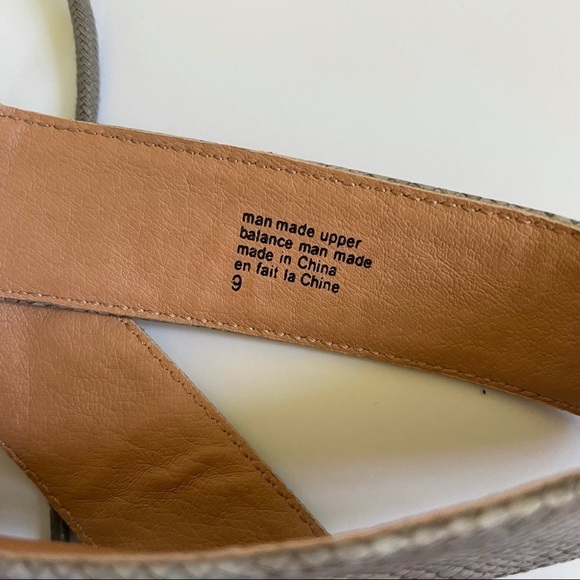 man made upper
balance man made
made in China
en fait la Chine
9